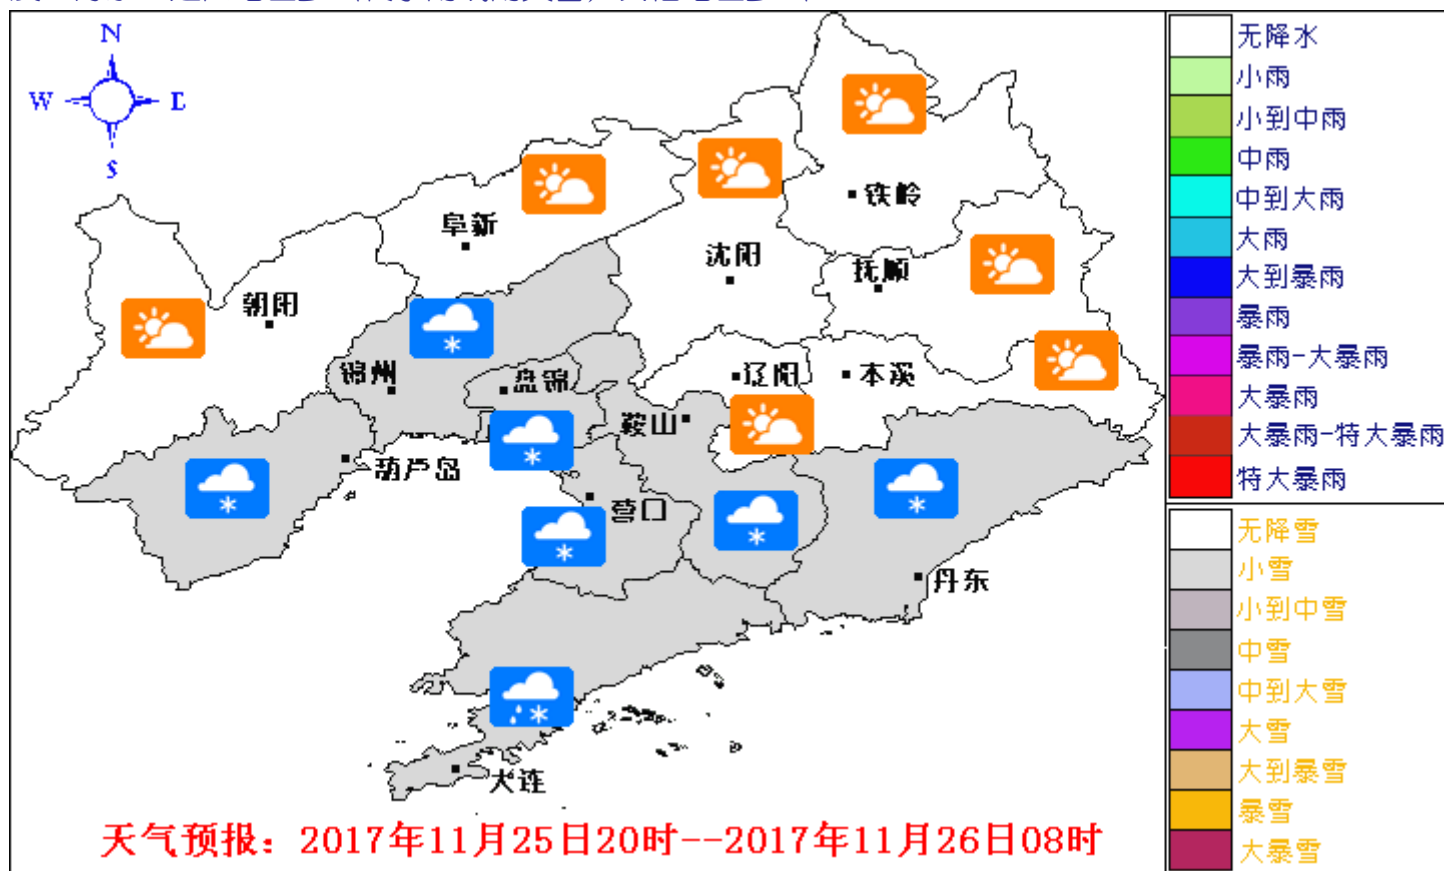 N
W E
S
铁岭
阜新
沈阳
抚顺
朝阳
锦州
盘锦
辽阳
本溪
鞍山
葫芦岛
营口
丹东
大连
天气预报：2017年11月25日20时--2017年11月26日08时
无降水
小雨
小到中雨
中雨
中到大雨
大雨
大到暴雨
暴雨
暴雨-大暴雨
大暴雨
大暴雨-特大暴雨
特大暴雨
无降雪
小雪
小到中雪
中雪
中到大雪
大雪
大到暴雪
暴雪
大暴雪